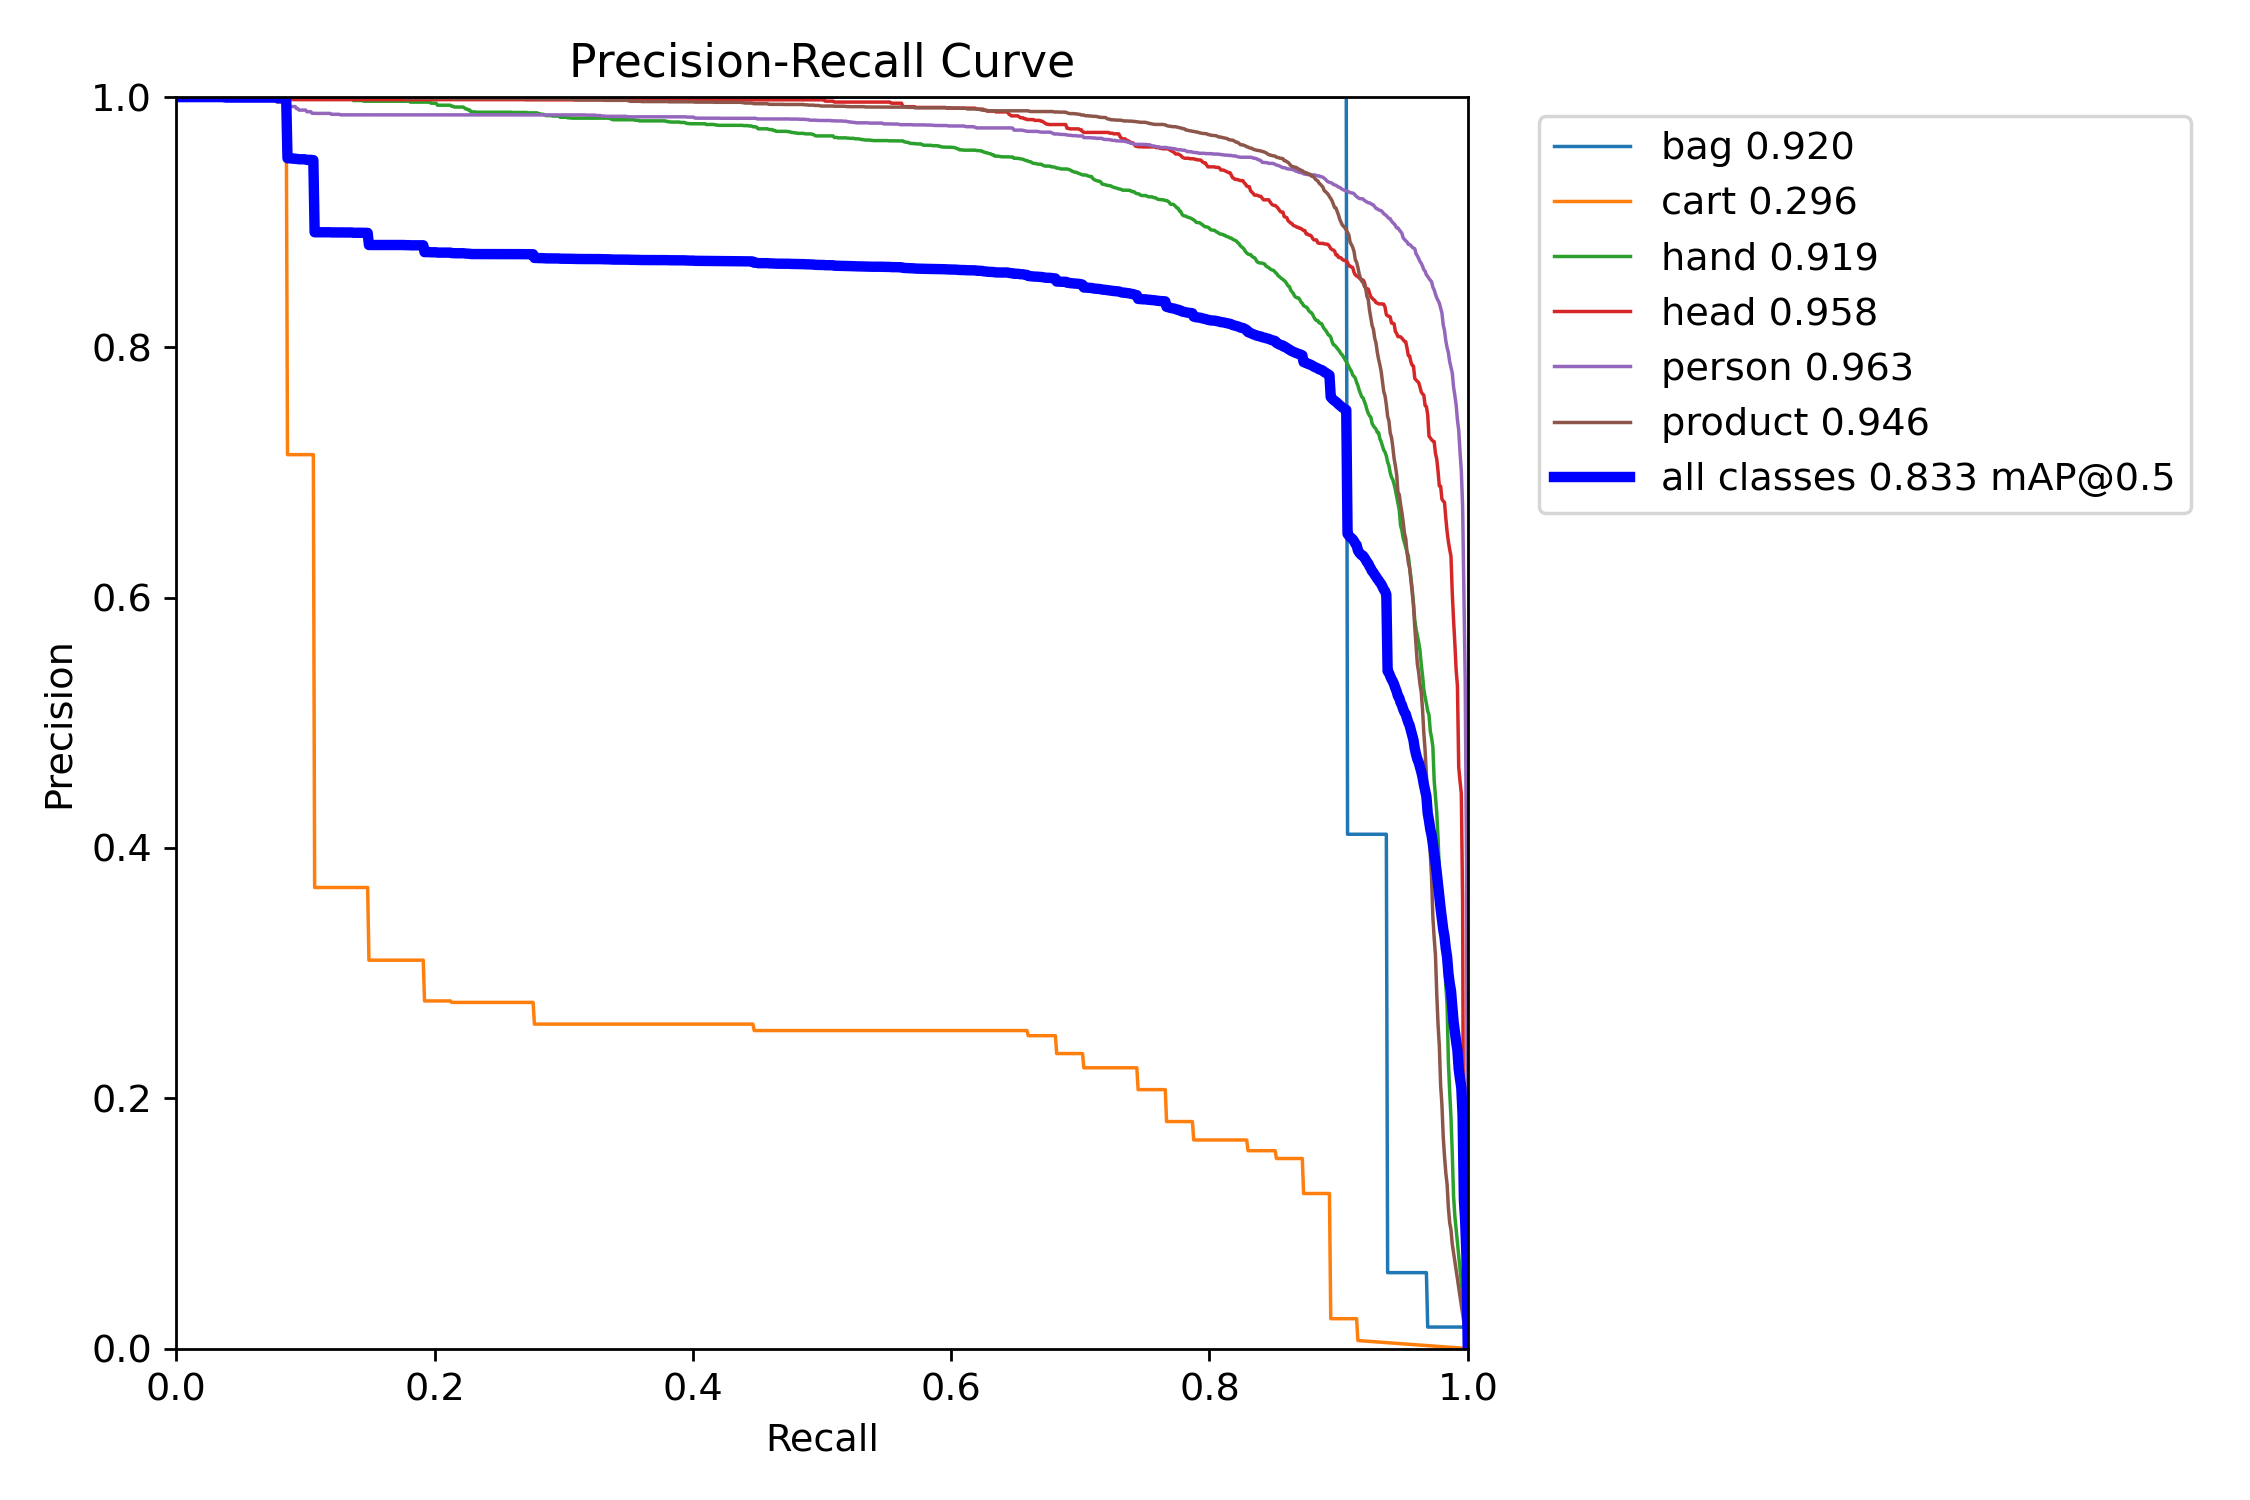 Precision-Recall Curve
1.0
0.8
0.6
0.4
0.2
0.0
Precision
0.0 0.2 0.4 0.6 0.8 1.0
Recall
bag 0.920
cart 0.296
hand 0.919
head 0.958
person 0.963
product 0.946
all classes 0.833 mAP@0.5